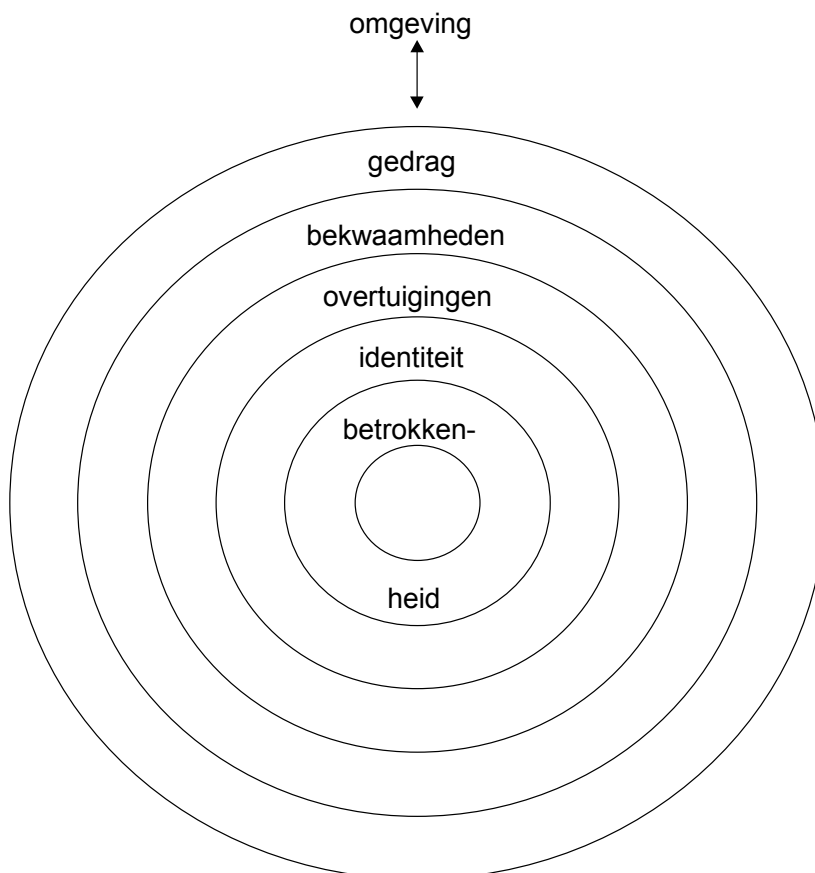 omgeving
gedrag
bekwaamheden
overtuigingen
identiteit
betrokken-
heid